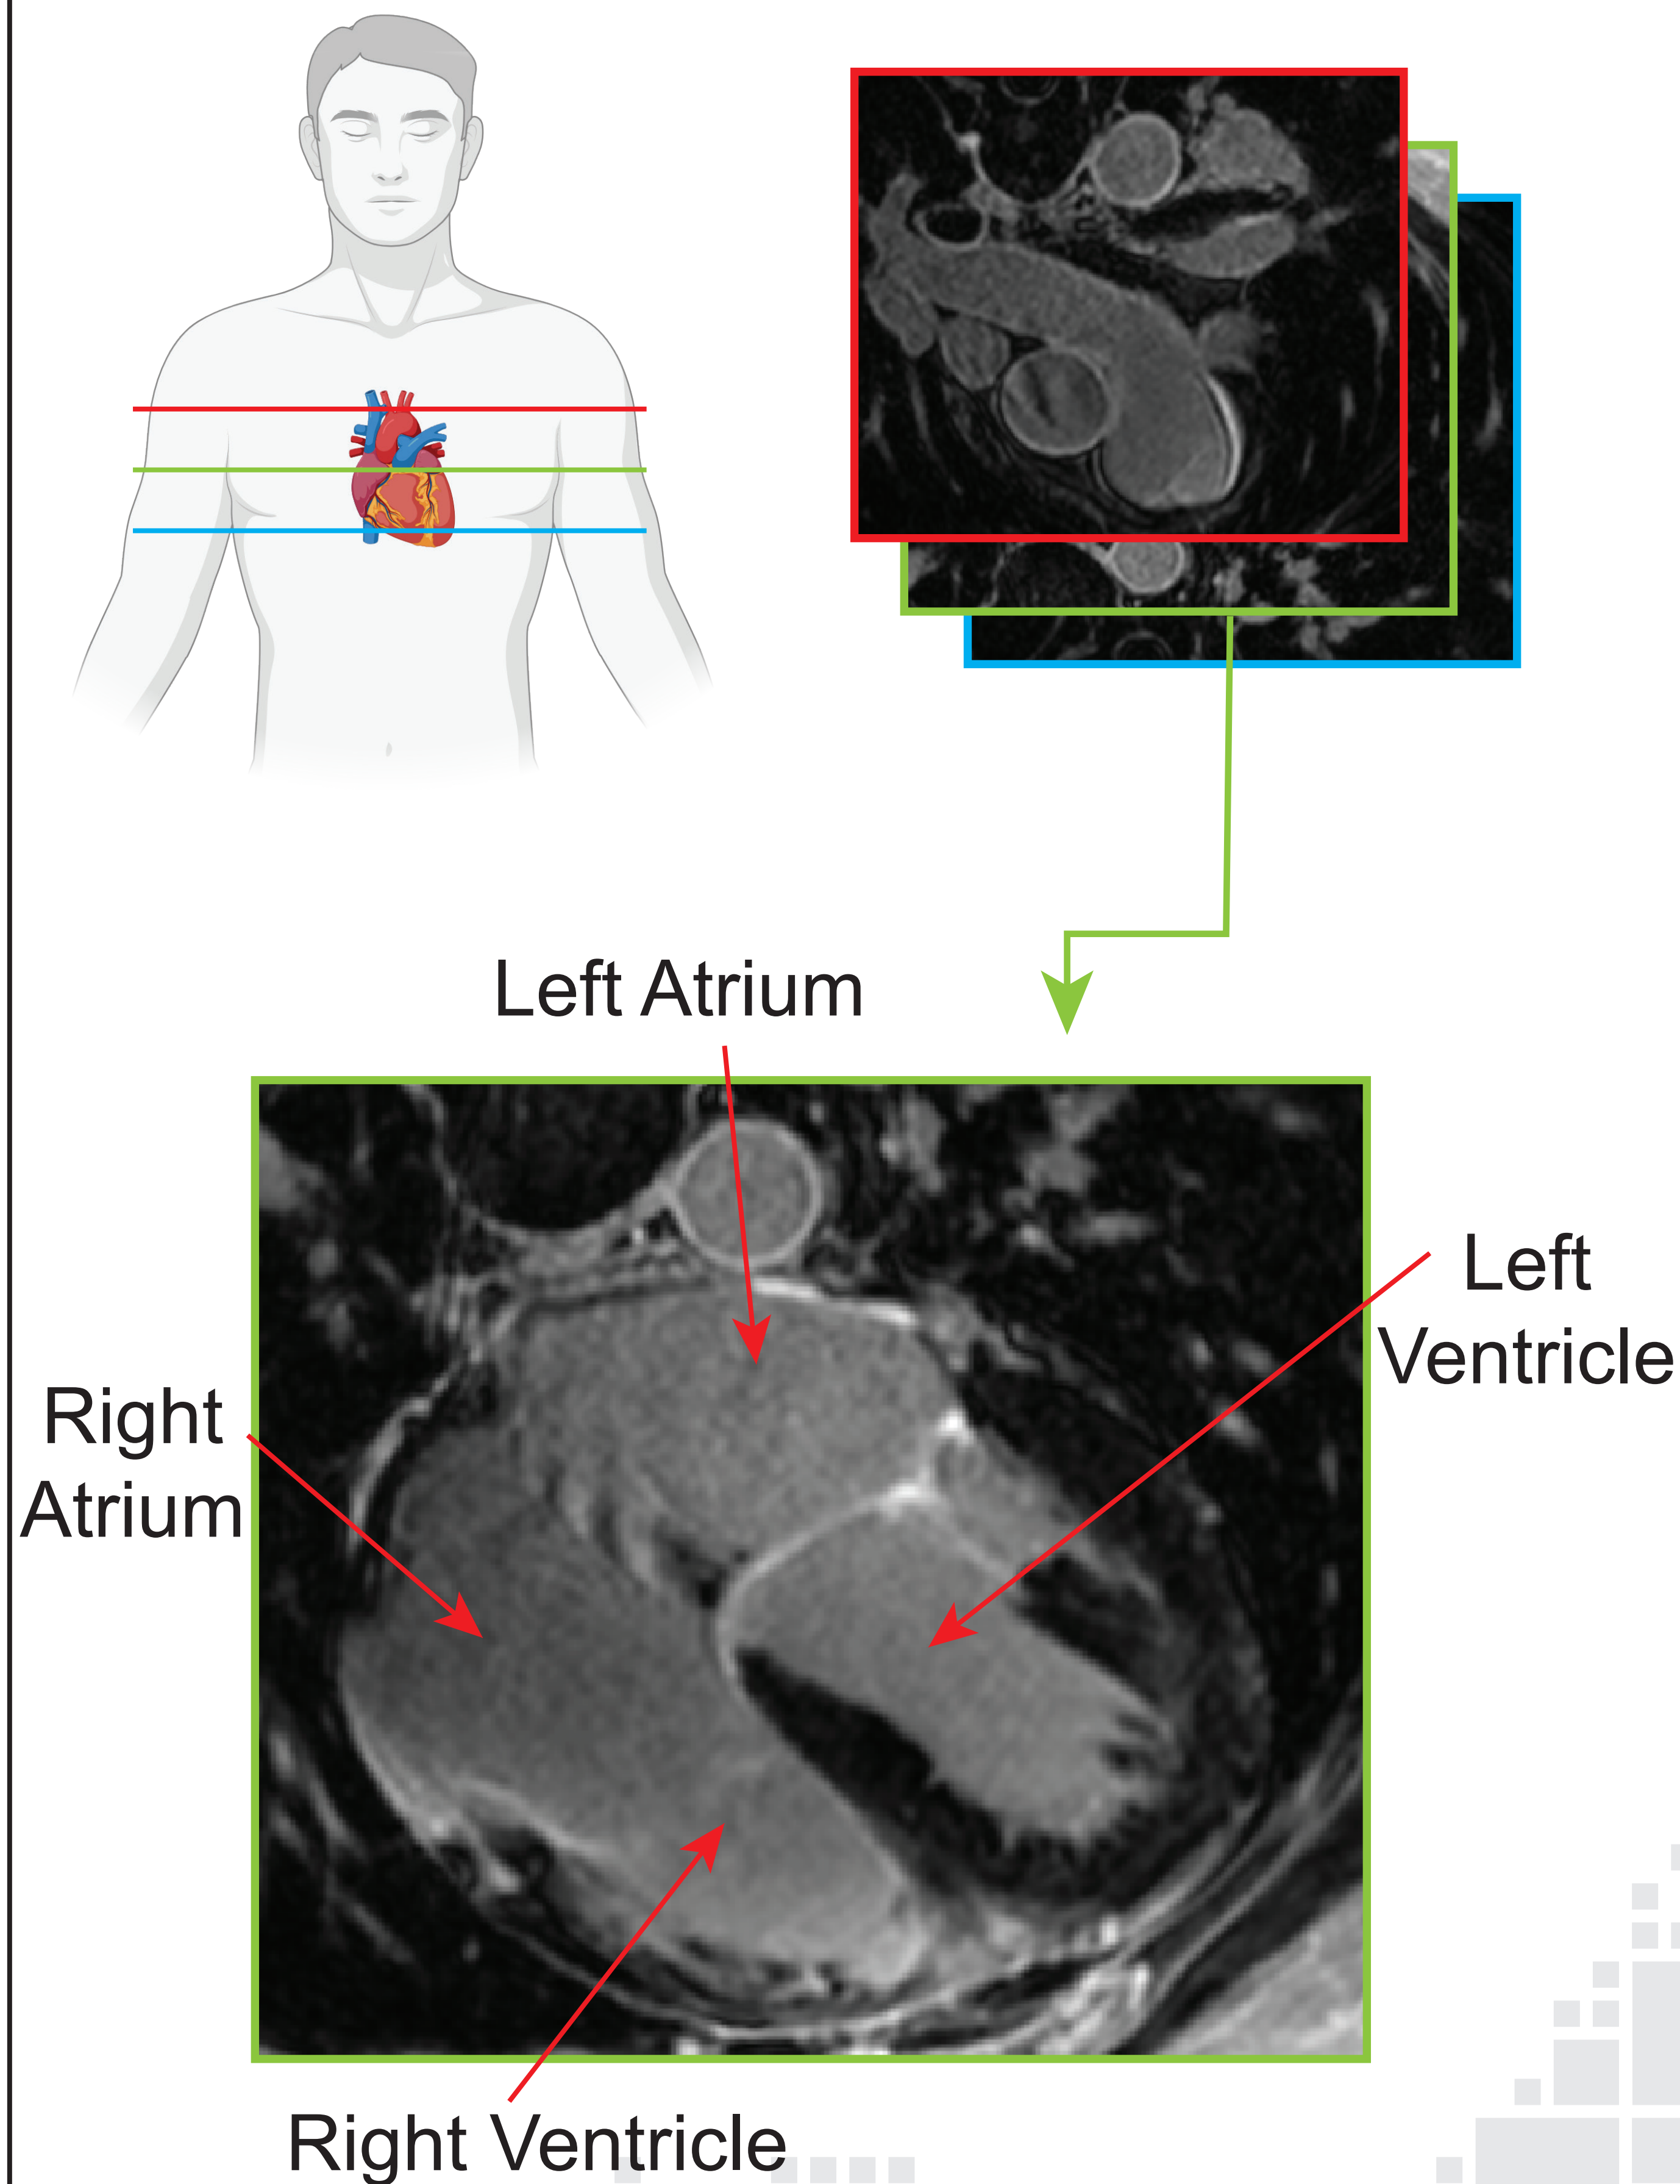 Left Atrium
Left
Ventricle
Right
Atrium
Right Ventricle